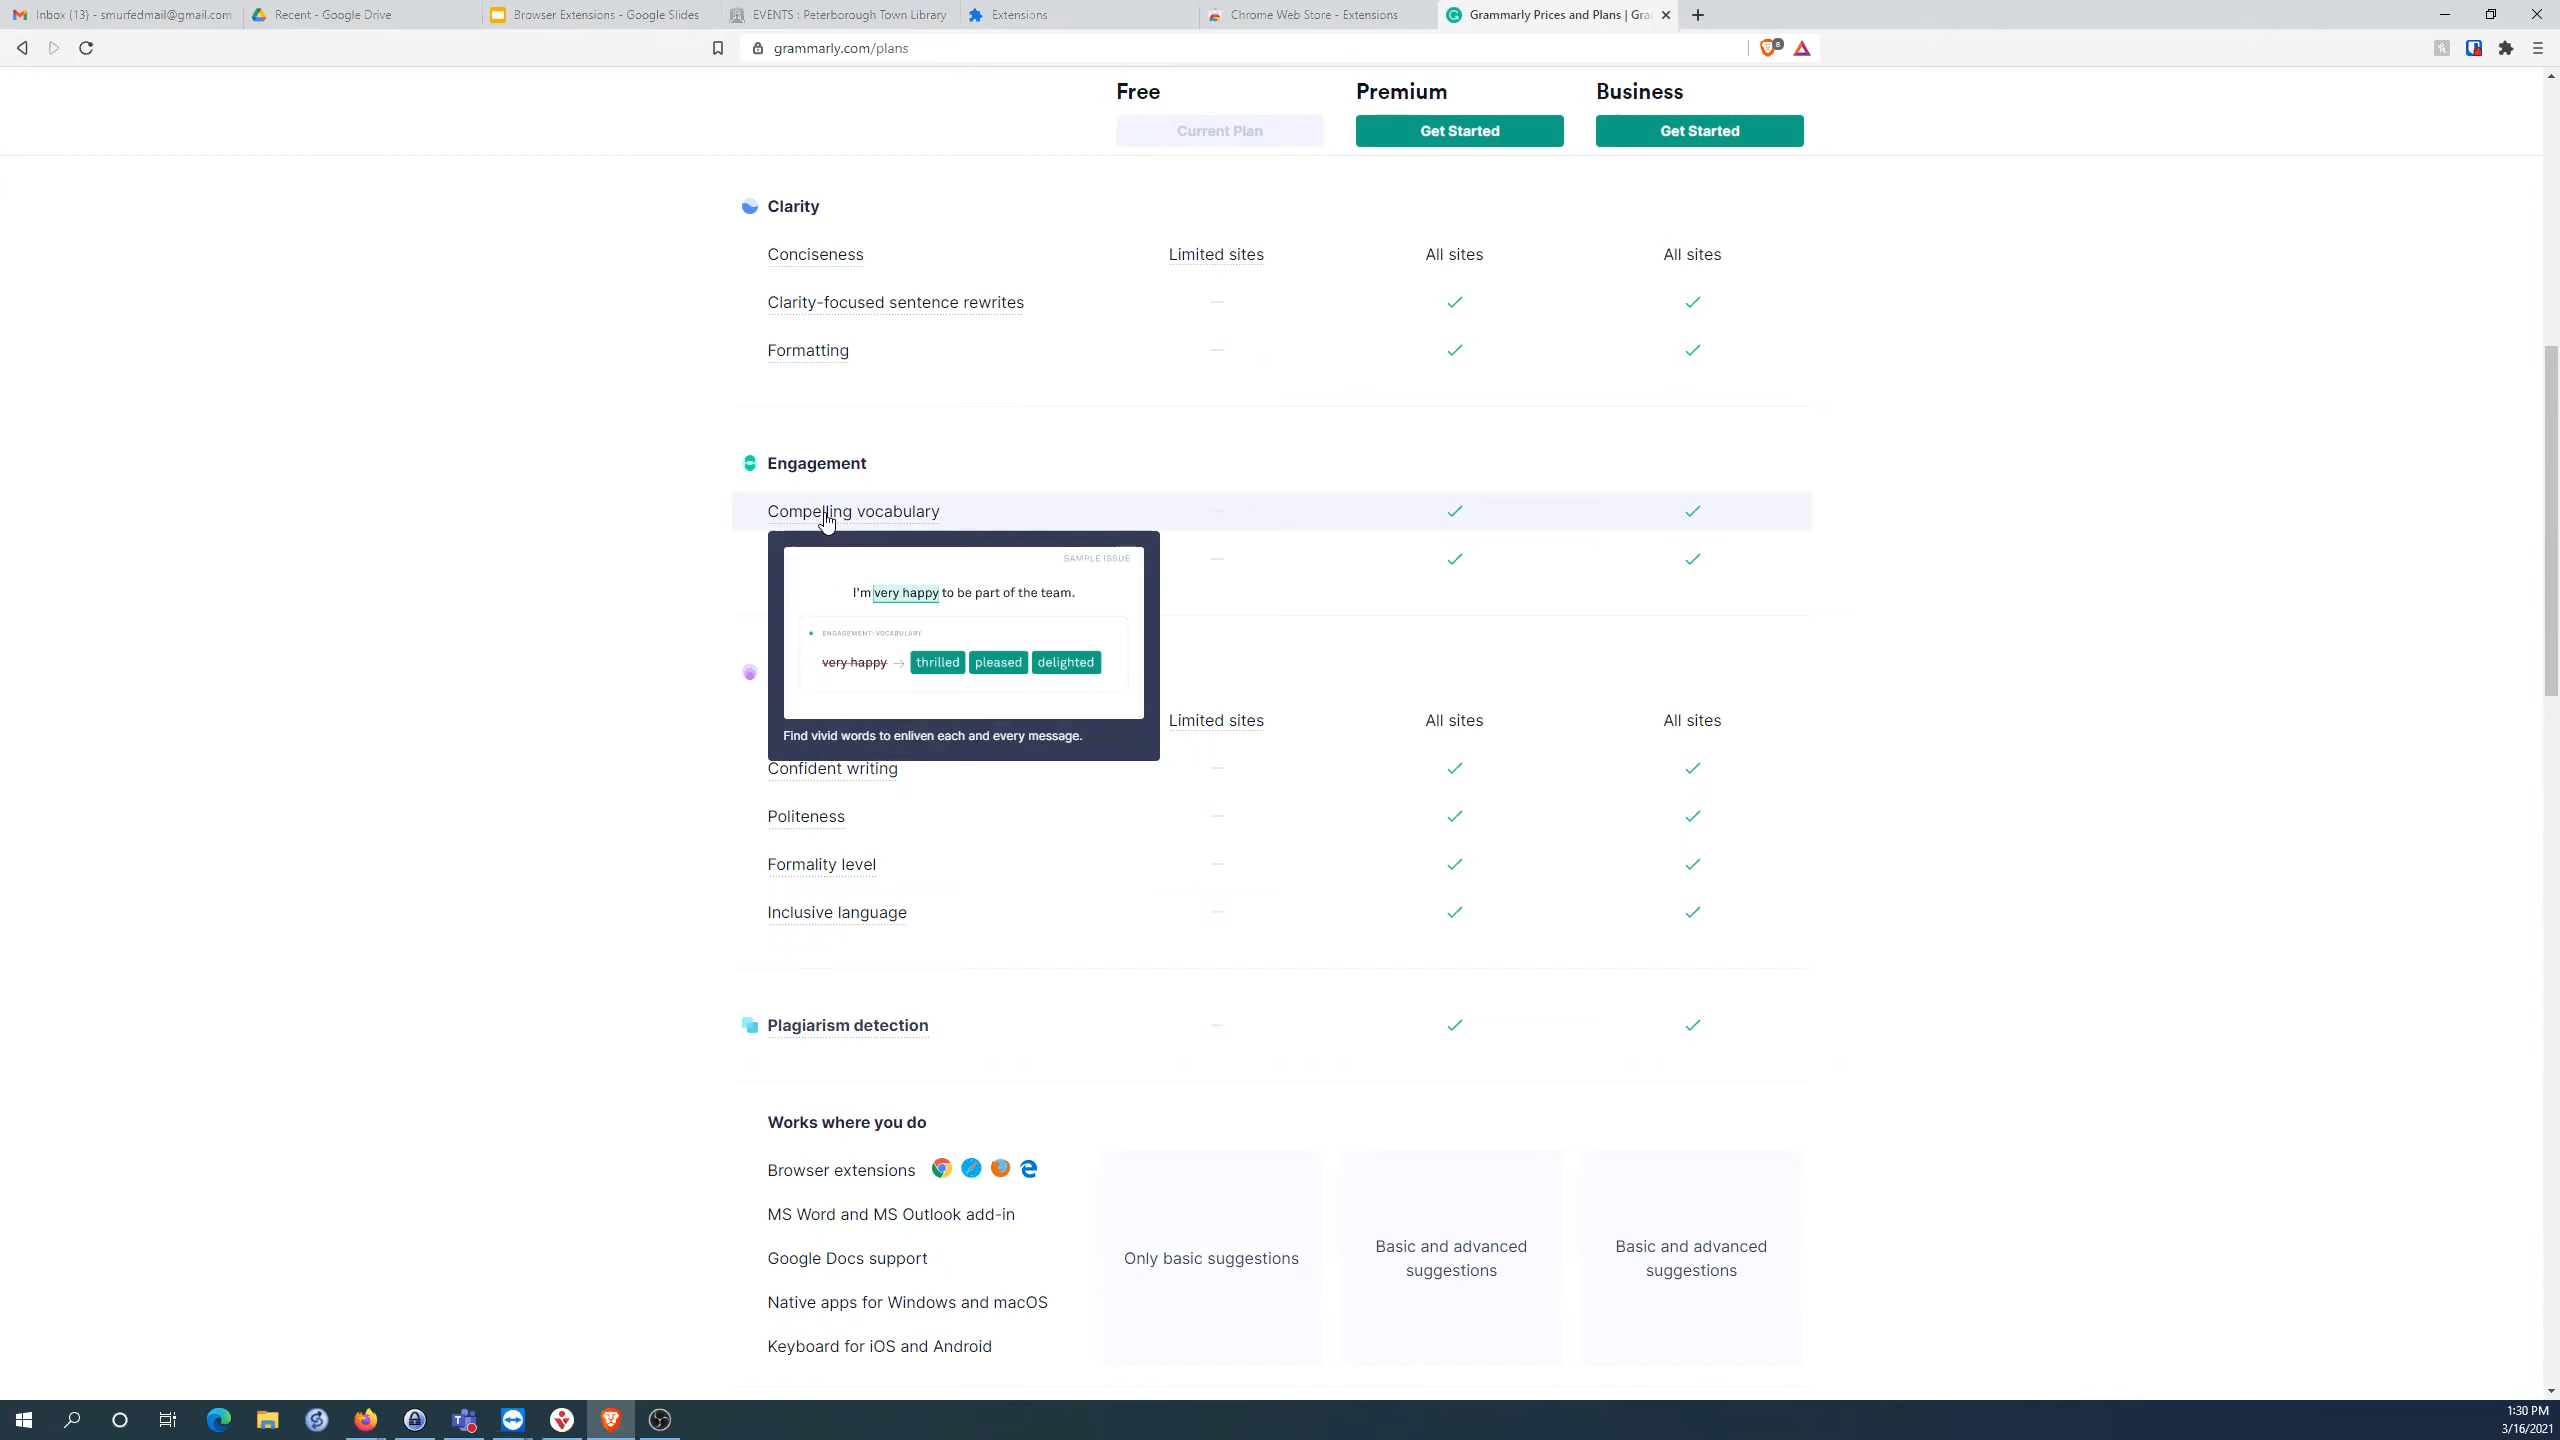 Inbox (13) - smurfedmail@gmail.com
Recent - Google Drive
Browser Extensions - Google Slides
EVENTS : Peterborough Town Library
Extensions
Chrome Web Store - Extensions
Grammarly Prices and Plans | Gra
grammarly.com/plans
Free Premium Business
Current Plan Get Started Get Started
Clarity
Conciseness Limited sites All sites All sites
Clarity-focused sentence rewrites
Formatting
Engagement
Compelling vocabulary
SAMPLE ISSUE
I'm very happy to be part of the team.
ENGAGEMENT: VOCABULARY
very happy → thrilled pleased delighted
Limited sites All sites All sites
Find vivid words to enliven each and every message.
Confident writing
Politeness
Formality level
Inclusive language
Plagiarism detection
Works where you do
Browser extensions
MS Word and MS Outlook add-in
Google Docs support
Native apps for Windows and macOS
Keyboard for iOS and Android
Only basic suggestions
Basic and advanced
suggestions
Basic and advanced
suggestions
1:30 PM
3/16/2021